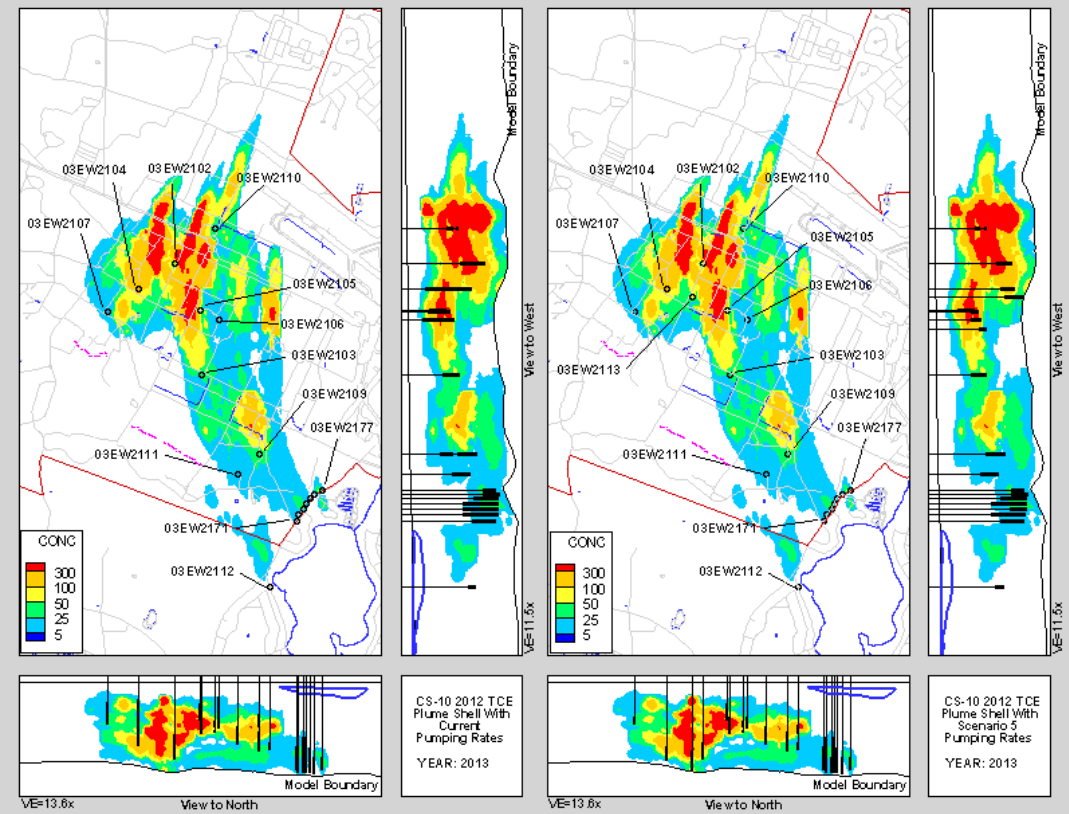 03EW2104
03EW2102
03EW2110
03EW2107
03EW2105
03EW2106
03EW2103
03EW2109
03EW2177
03EW2111
03EW2171
03EW2112
CONC
300
100
50
25
5
Model Boundary
View to West
VE=11.5x
Model Boundary
VE=13.6x
View to North
CS-10 2012 TCE
Plume Shell With
Current
Pumping Rates
YEAR: 2013
03EW2104
03EW2102
03EW2110
03EW2107
03EW2105
03EW2106
03EW2103
03EW2113
03EW2109
03EW2177
03EW2111
03EW2171
03EW2112
CONC
300
100
50
25
5
Model Boundary
View to West
VE=11.5x
Model Boundary
VE=13.6x
View to North
CS-10 2012 TCE
Plume Shell With
Scenario 5
Pumping Rates
YEAR: 2013